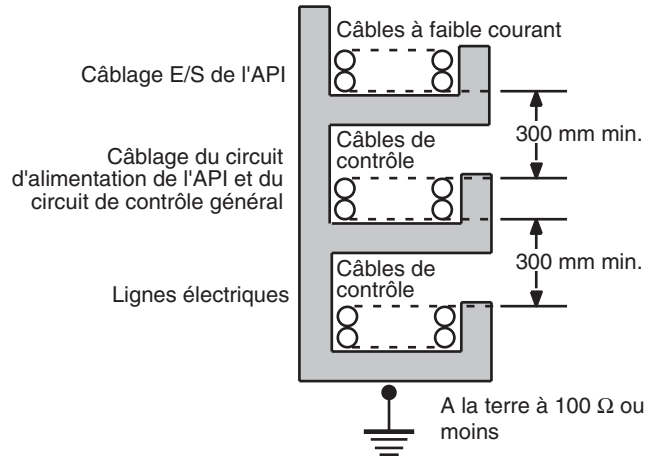 Câbles à faible courant
Câblage E/S de l'API
300 mm min.
Câbles de
contrôle
Câblage du circuit
d'alimentation de l'API et du
circuit de contrôle général
300 mm min.
Câbles de
contrôle
Lignes électriques
A la terre à 100 Ω ou
moins